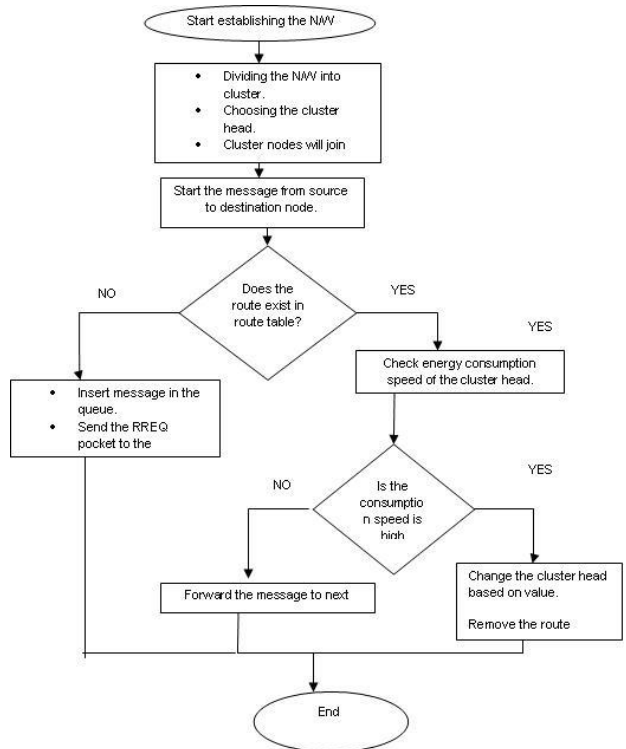 Start establishing the N/W
• Dividing the N/W into
cluster.
• Choosing the cluster
head.
• Cluster nodes will join
Start the message from source
to destination node.
Does the
route exist in
route table?
NO
YES
YES
• Insert message in the
queue.
• Send the RREQ
pocket to the
Check energy consumption
speed of the cluster head.
Is the
consumptio
n speed is
high
NO
YES
Forward the message to next
Change the cluster head
based on value.
Remove the route
End